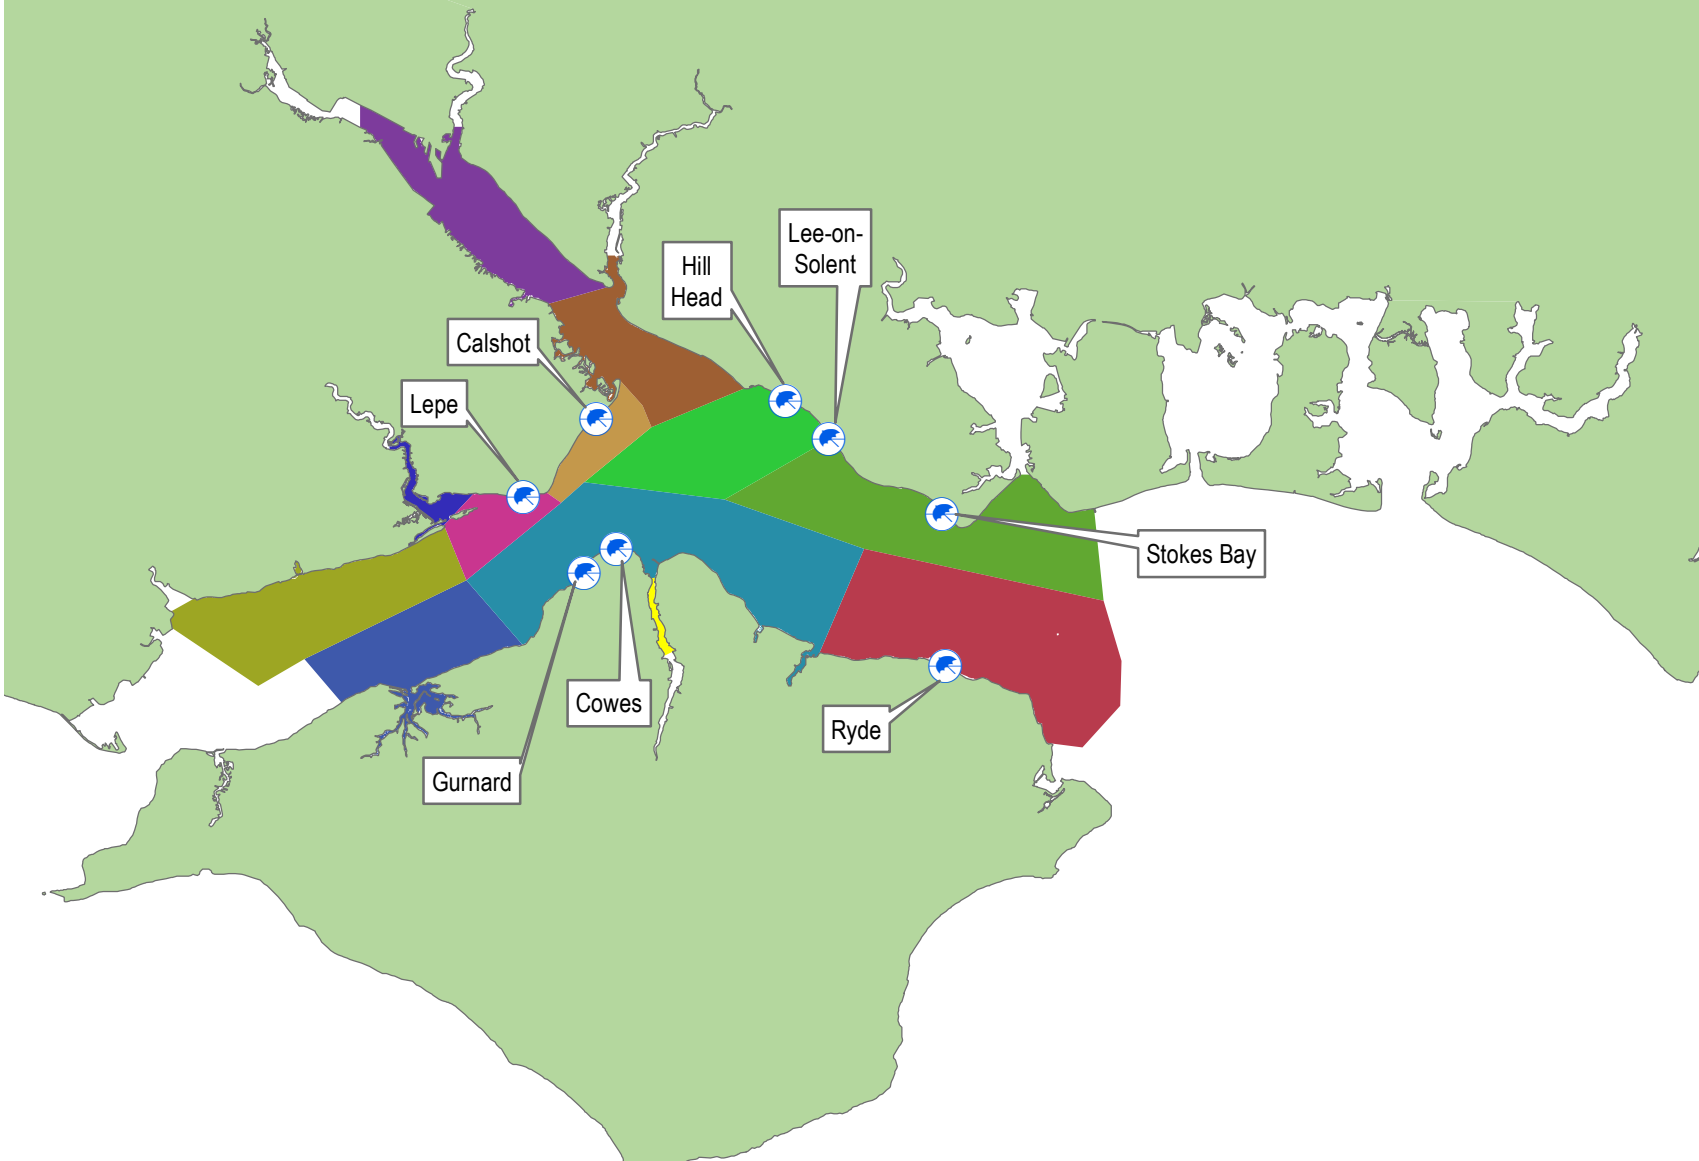 Lee-on-
Solent
Hill
Head
Calshot
Lepe
Stokes Bay
Cowes
Ryde
Gurnard